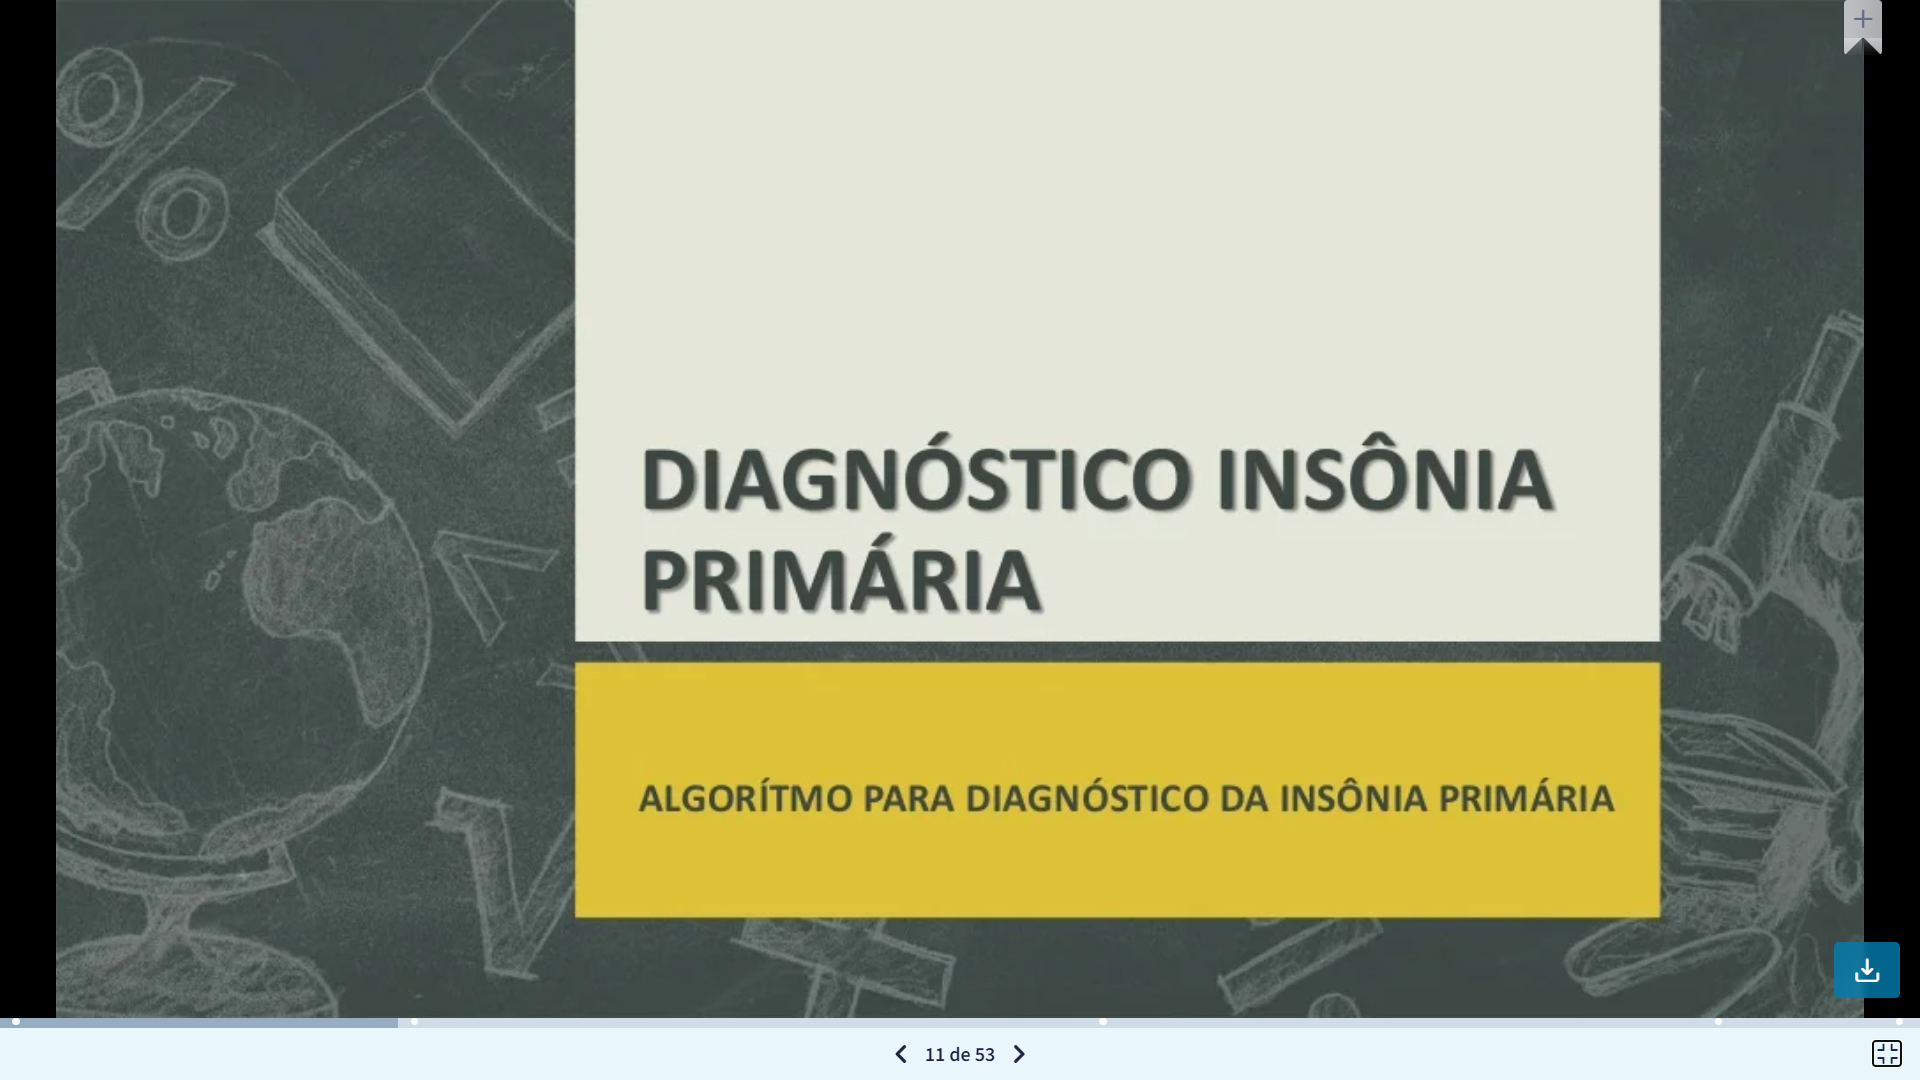 DIAGNÓSTICO INSÔNIA
PRIMÁRIA
ALGORÍTMO PARA DIAGNÓSTICO DA INSÔNIA PRIMÁRIA
11 de 53